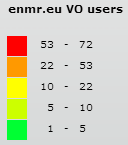 enmr.eu VO users
53 - 72
22 - 53
10 - 22
5 - 10
1 - 5